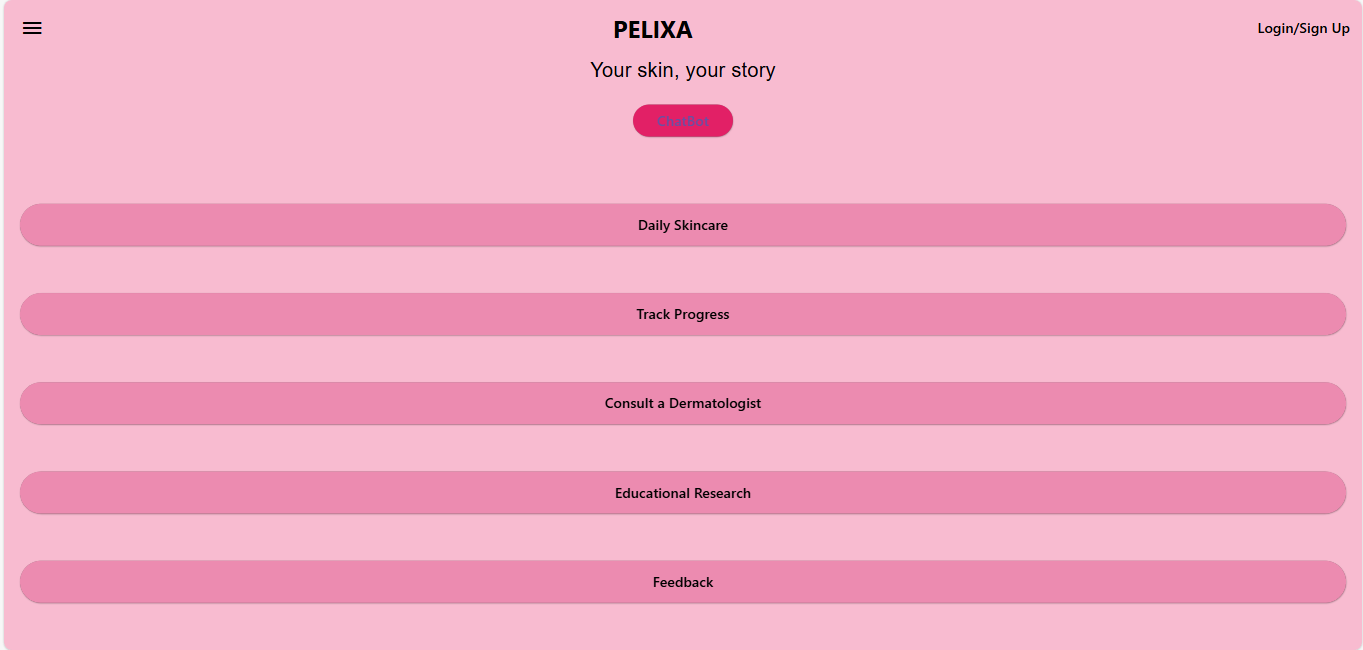 PELIXA
Login/Sign Up
Your skin, your story
ChatBot
Daily Skincare
Track Progress
Consult a Dermatologist
Educational Research
Feedback